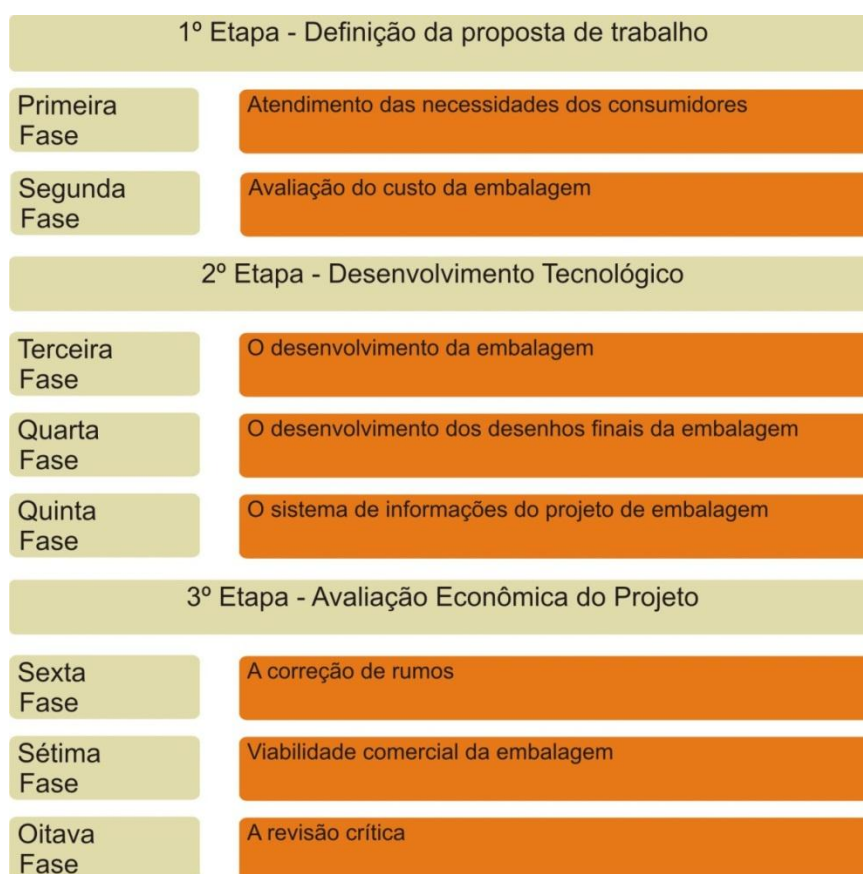 1º Etapa - Definição da proposta de trabalho
Primeira
Fase
Atendimento das necessidades dos consumidores
Segunda
Fase
Avaliação do custo da embalagem
2º Etapa - Desenvolvimento Tecnológico
Terceira
Fase
O desenvolvimento da embalagem
Quarta
Fase
O desenvolvimento dos desenhos finais da embalagem
Quinta
Fase
O sistema de informações do projeto de embalagem
3º Etapa - Avaliação Econômica do Projeto
Sexta
Fase
A correção de rumos
Sétima
Fase
Viabilidade comercial da embalagem
Oitava
Fase
A revisão crítica